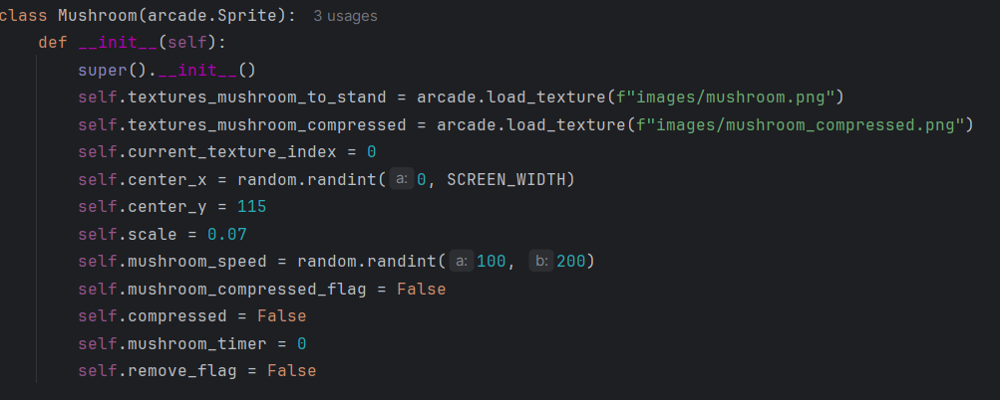 class Mushroom(arcade.Sprite): 3 usages
    def __init__(self):
        super().__init__()
        self.textures_mushroom_to_stand = arcade.load_texture(f"images/mushroom.png")
        self.textures_mushroom_compressed = arcade.load_texture(f"images/mushroom_compressed.png")
        self.current_texture_index = 0
        self.center_x = random.randint(a: 0, SCREEN_WIDTH)
        self.center_y = 115
        self.scale = 0.07
        self.mushroom_speed = random.randint(a: 100, b: 200)
        self.mushroom_compressed_flag = False
        self.compressed = False
        self.mushroom_timer = 0
        self.remove_flag = False